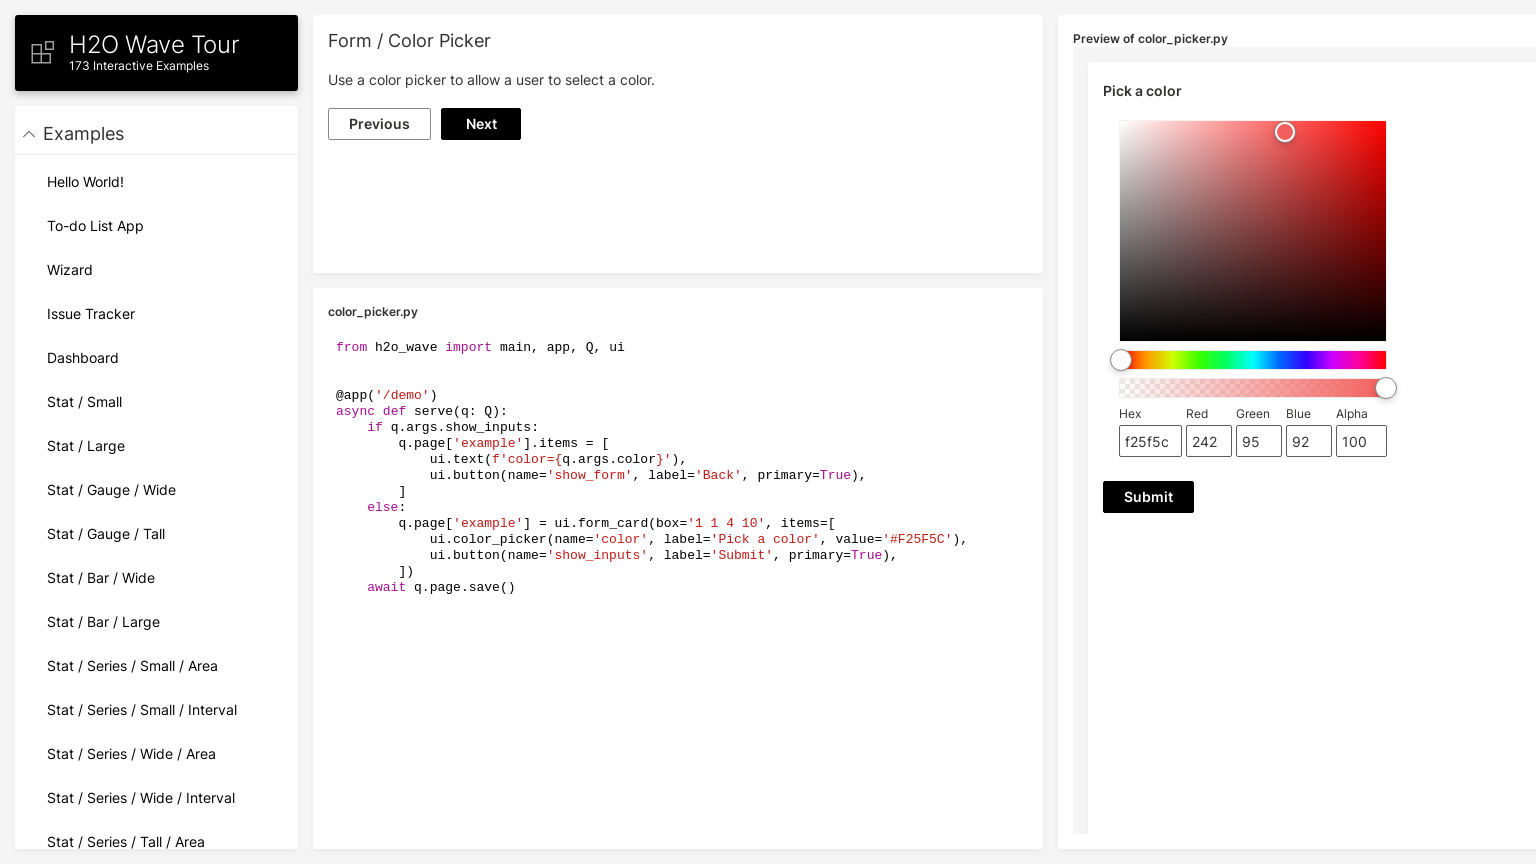 H2O Wave Tour
173 Interactive Examples
Examples
Hello World!
To-do List App
Wizard
Issue Tracker
Dashboard
Stat / Small
Stat / Large
Stat / Gauge / Wide
Stat / Gauge / Tall
Stat / Bar / Wide
Stat / Bar / Large
Stat / Series / Small / Area
Stat / Series / Small / Interval
Stat / Series / Wide / Area
Stat / Series / Wide / Interval
Stat / Series / Tall / Area
Form / Color Picker
Use a color picker to allow a user to select a color.
Previous Next
color_picker.py
from h2o_wave import main, app, Q, ui
@app('/demo')
async def serve(q: Q):
    if q.args.show_inputs:
        q.page['example'].items = [
            ui.text(f'color={q.args.color}'),
            ui.button(name='show_form', label='Back', primary=True),
        ]
    else:
        q.page['example'] = ui.form_card(box='1 1 4 10', items=[
            ui.color_picker(name='color', label='Pick a color', value='#F25F5C'),
            ui.button(name='show_inputs', label='Submit', primary=True),
        ])
    await q.page.save()
Preview of color_picker.py
Pick a color
Hex Red Green Blue Alpha
f25f5c 242 95 92 100
Submit